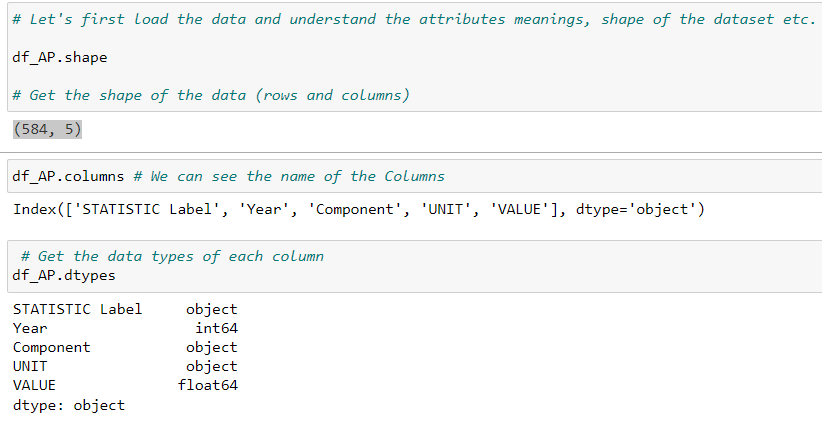 # Let's first load the data and understand the attributes meanings, shape of the dataset etc.
df_AP.shape
# Get the shape of the data (rows and columns)
(584, 5)
df_AP.columns # We can see the name of the Columns
Index(['STATISTIC Label', 'Year', 'Component', 'UNIT', 'VALUE'], dtype='object')
# Get the data types of each column
df_AP.dtypes
STATISTIC Label object
Year int64
Component object
UNIT object
VALUE float64
dtype: object